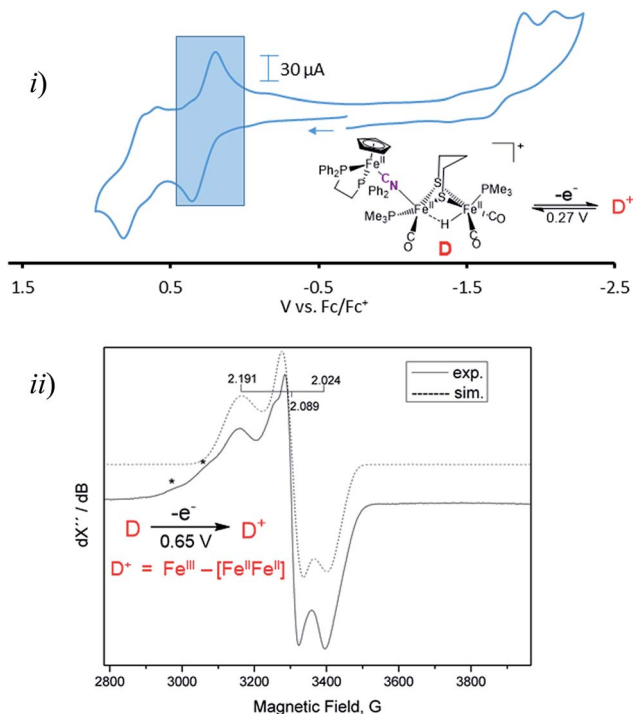 i)
30 µA
Fe
II
Ph2P
P
Ph2
C
N
S
S
PMe3
Me3P
Fe
II
Fe
II
H
CO
CO
+
D
-e⁻
0.27 V
D⁺
1.5 0.5 -0.5 -1.5 -2.5
V vs. Fc/Fc⁺
ii)
2.191 2.024
2.089
exp.
sim.
* *
dX´´ / dB
D -e⁻ D⁺
0.65 V
D⁺ = Feᴵᴵᴵ – [FeᴵᴵFeᴵᴵ]
2800 3000 3200 3400 3600 3800
Magnetic Field, G